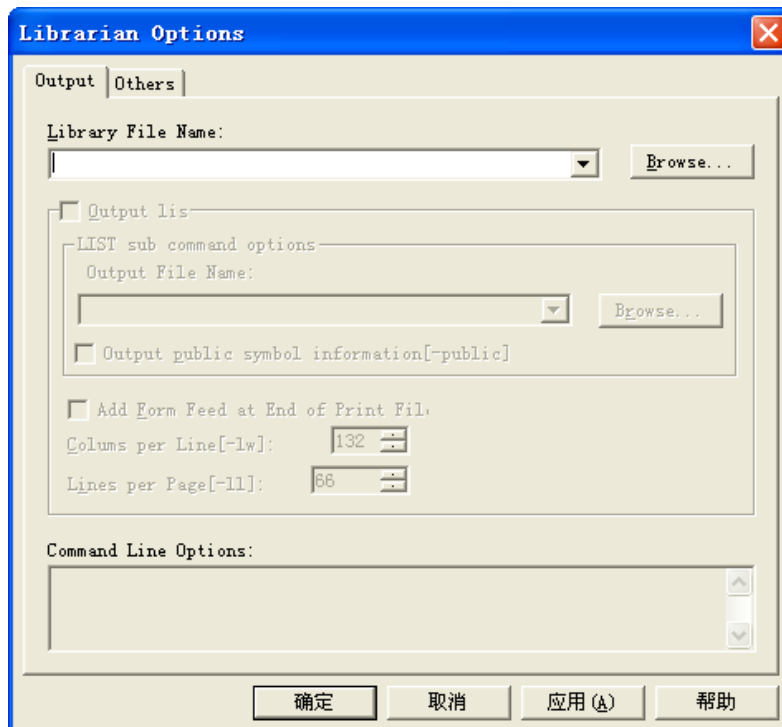 Librarian Options
Output Others
Library File Name:
Browse...
Output lis
LIST sub command options
Output File Name:
Browse...
Output public symbol information[-public]
Add Form Feed at End of Print Fil
Colums per Line[-lw]: 132
Lines per Page[-ll]: 66
Command Line Options:
确定 取消 应用(A) 帮助